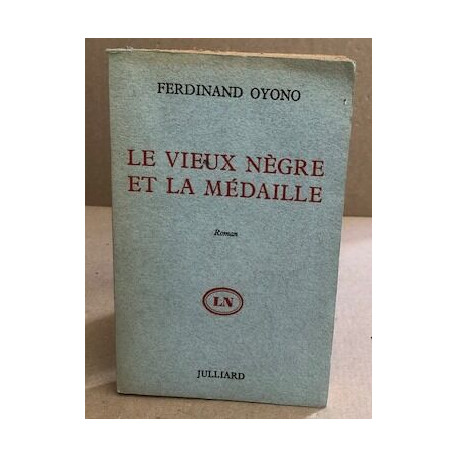 FERDINAND OYONO
LE VIEUX NÈGRE
ET LA MÉDAILLE
Roman
LN
JULLIARD